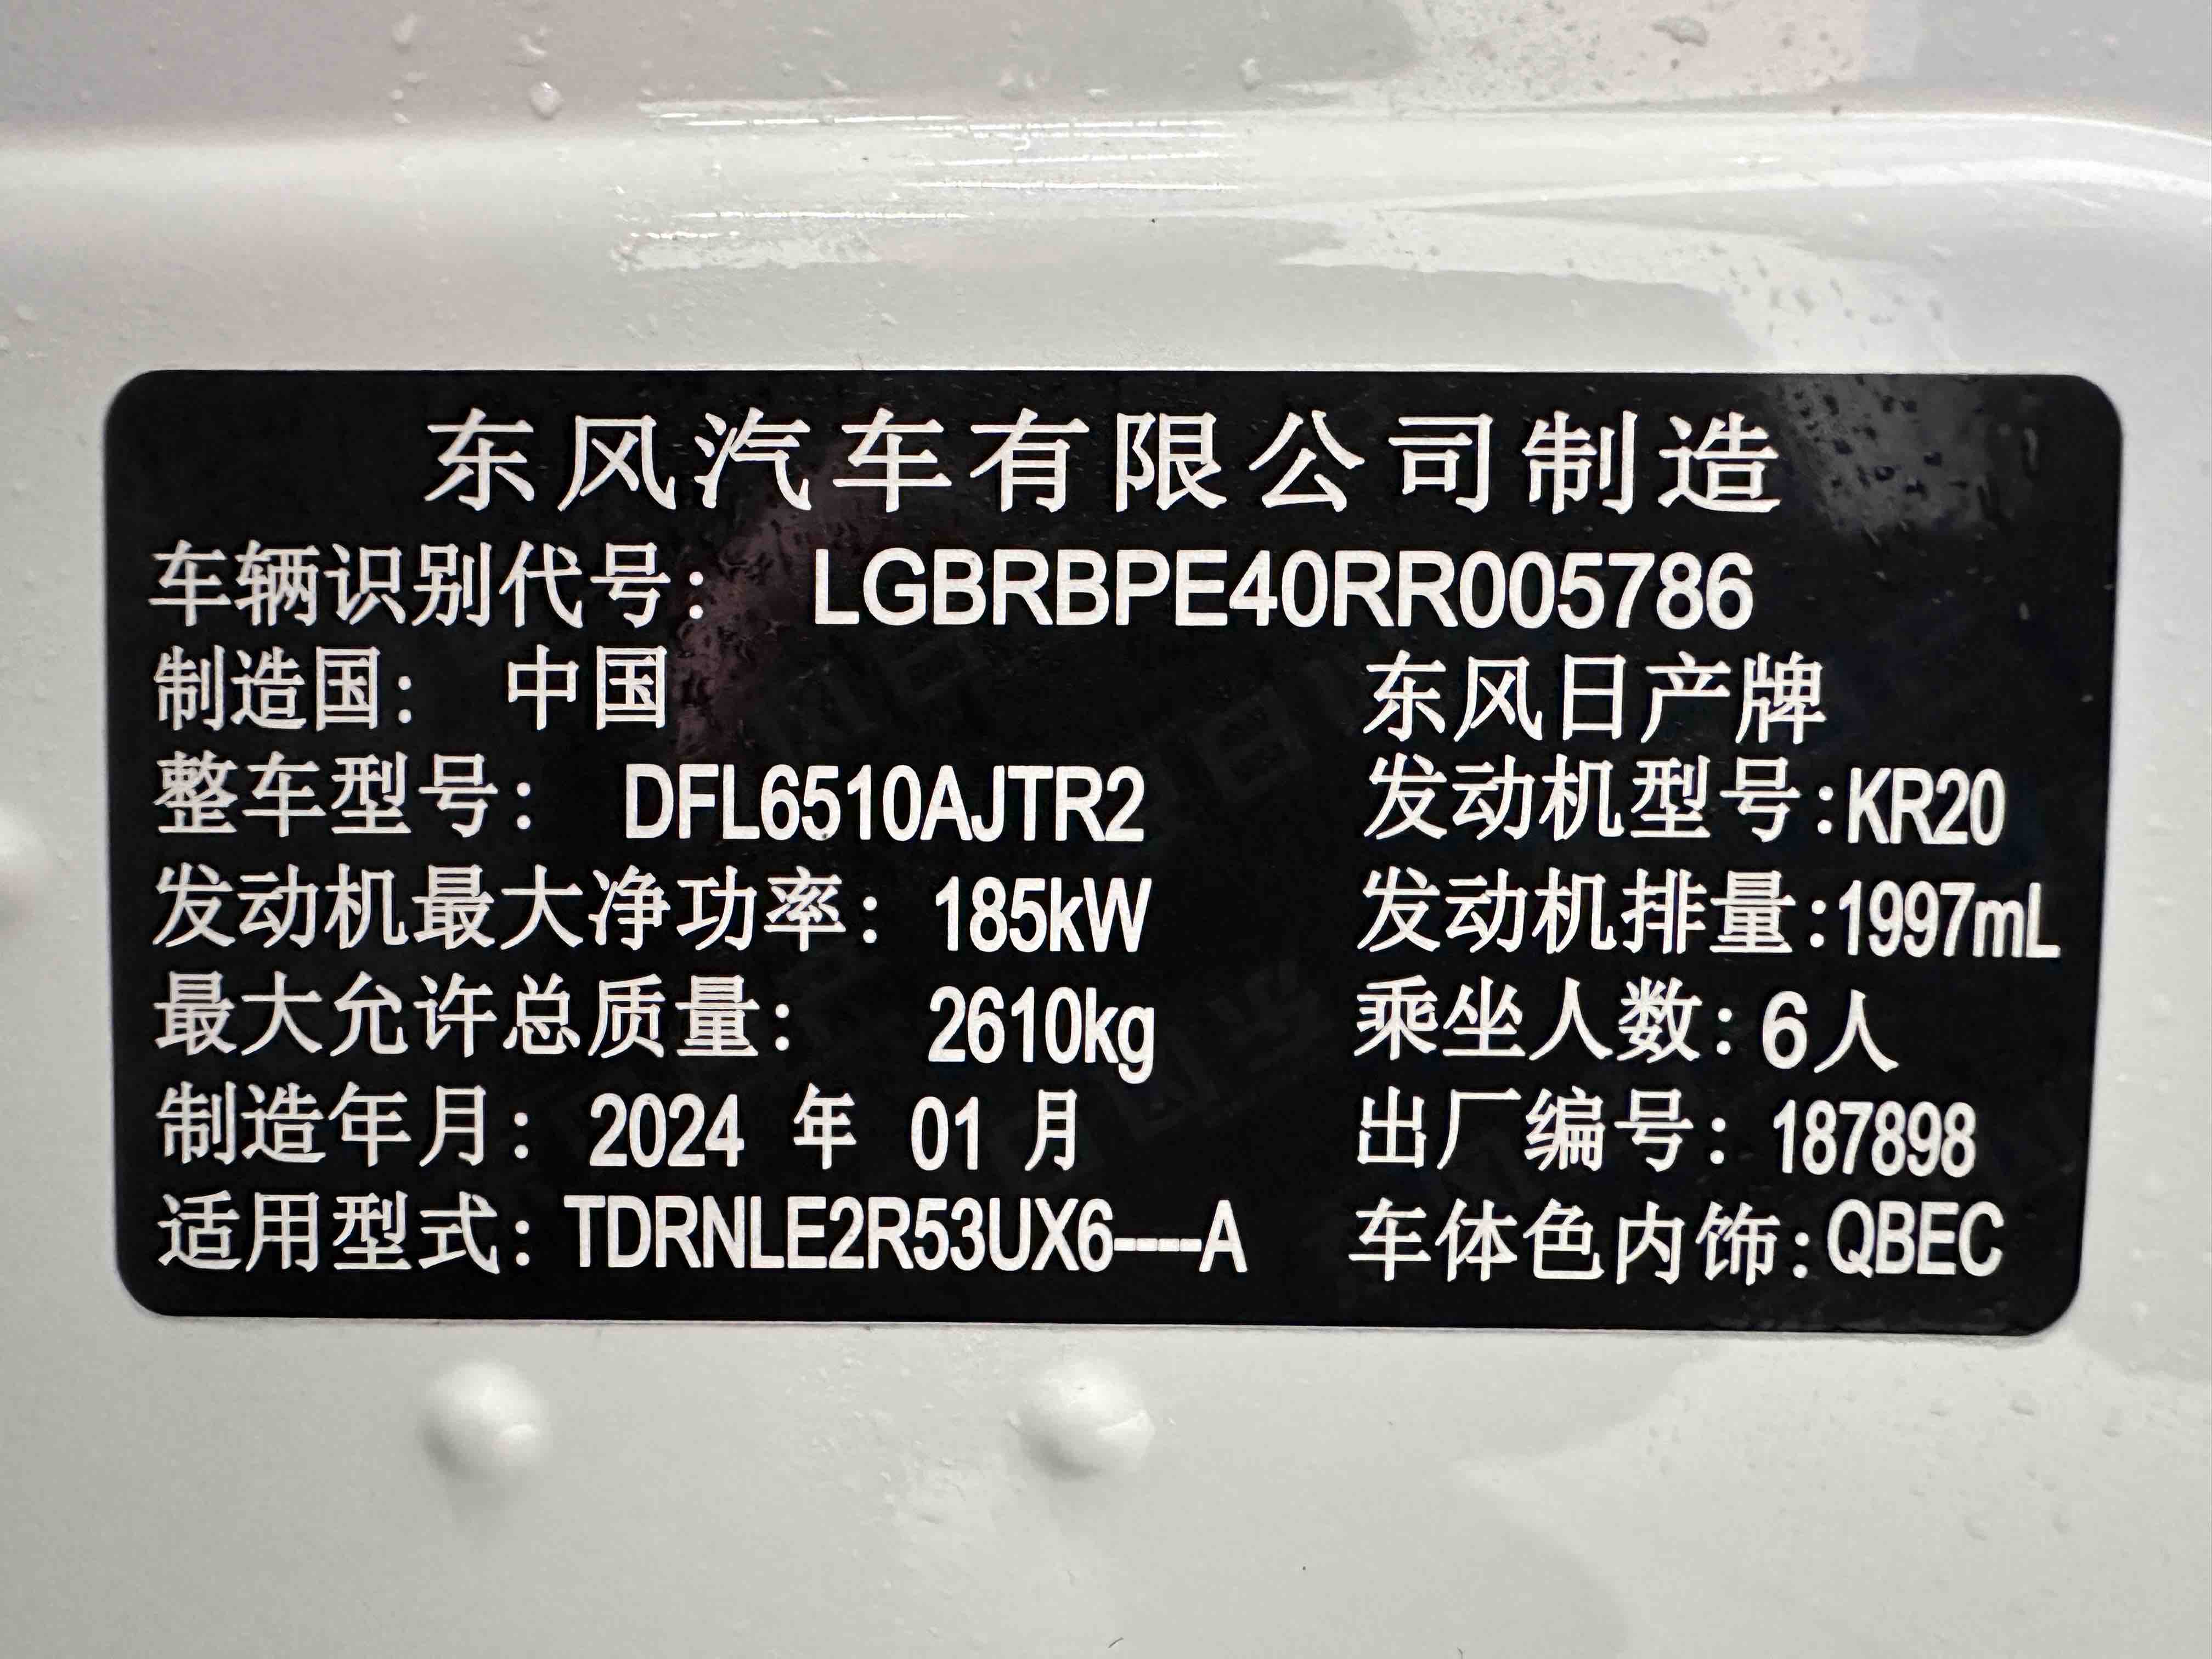 东风汽车有限公司制造
车辆识别代号： LGBRBPE40RR005786
制造国： 中国 东风日产牌
整车型号： DFL6510AJTR2 发动机型号:KR20
发动机最大净功率： 185kW 发动机排量:1997mL
最大允许总质量： 2610kg 乘坐人数: 6人
制造年月： 2024 年 01 月 出厂编号： 187898
适用型式：TDRNLE2R53UX6----A 车体色内饰:QBEC